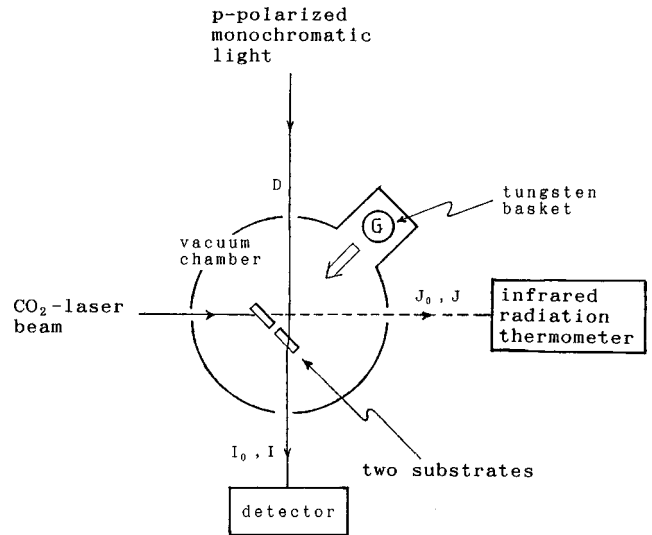 p-polarized
monochromatic
light
D
G
tungsten
basket
vacuum
chamber
CO₂-laser
beam
J₀, J
infrared
radiation
thermometer
I₀, I
two substrates
detector